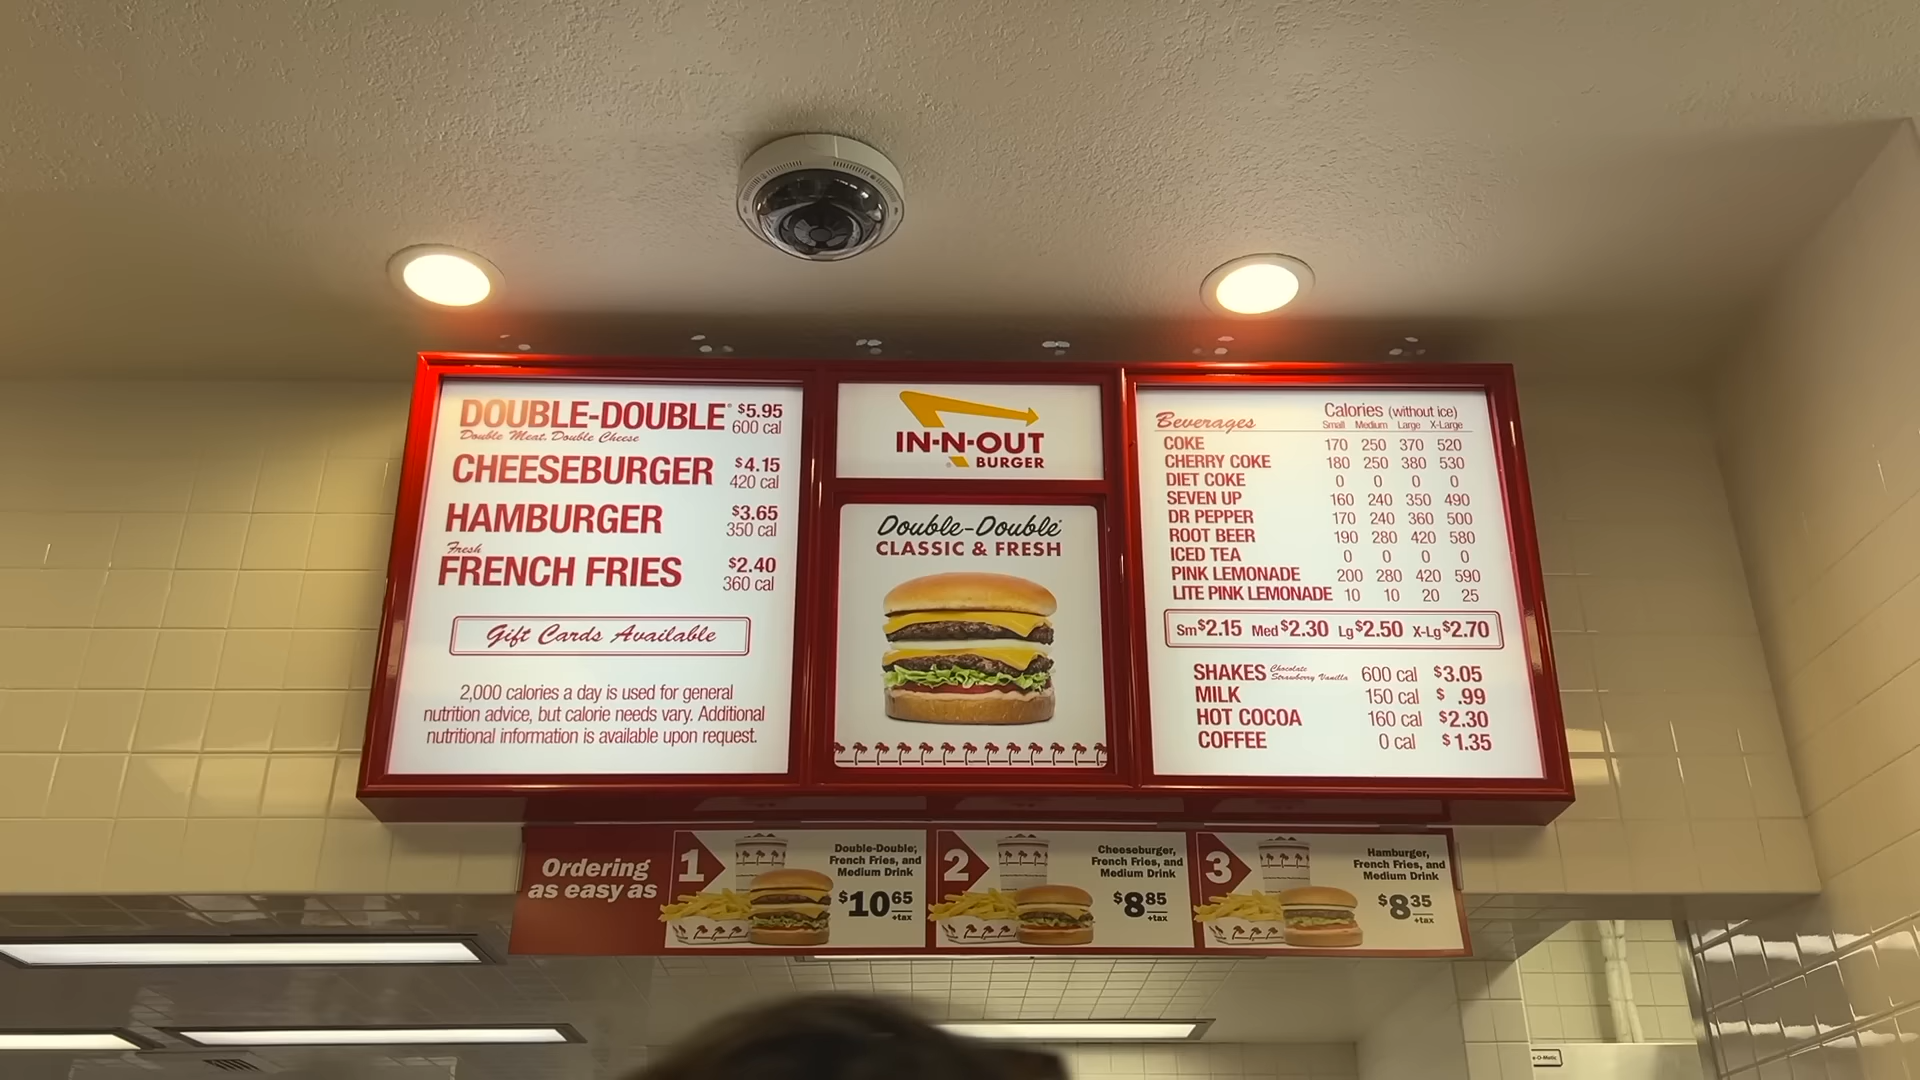 DOUBLE-DOUBLE® $5.95
Double Meat, Double Cheese 600 cal
CHEESEBURGER $4.15
420 cal
HAMBURGER $3.65
350 cal
Fresh
FRENCH FRIES $2.40
360 cal
Gift Cards Available
2,000 calories a day is used for general
nutrition advice, but calorie needs vary. Additional
nutritional information is available upon request.
IN-N-OUT
BURGER
Double-Double®
CLASSIC & FRESH
Beverages Calories (without ice)
Small Medium Large X-Large
COKE 170 250 370 520
CHERRY COKE 180 250 380 530
DIET COKE 0 0 0 0
SEVEN UP 160 240 350 490
DR PEPPER 170 240 360 500
ROOT BEER 190 280 420 580
ICED TEA 0 0 0 0
PINK LEMONADE 200 280 420 590
LITE PINK LEMONADE 10 10 20 25
Sm $2.15 Med $2.30 Lg $2.50 X-Lg $2.70
SHAKES Chocolate Strawberry Vanilla 600 cal $3.05
MILK 150 cal $ .99
HOT COCOA 160 cal $2.30
COFFEE 0 cal $1.35
Ordering
as easy as
1
Double-Double,
French Fries, and
Medium Drink
$10 65
+tax
2
Cheeseburger,
French Fries, and
Medium Drink
$8 85
+tax
3
Hamburger,
French Fries, and
Medium Drink
$8 35
+tax